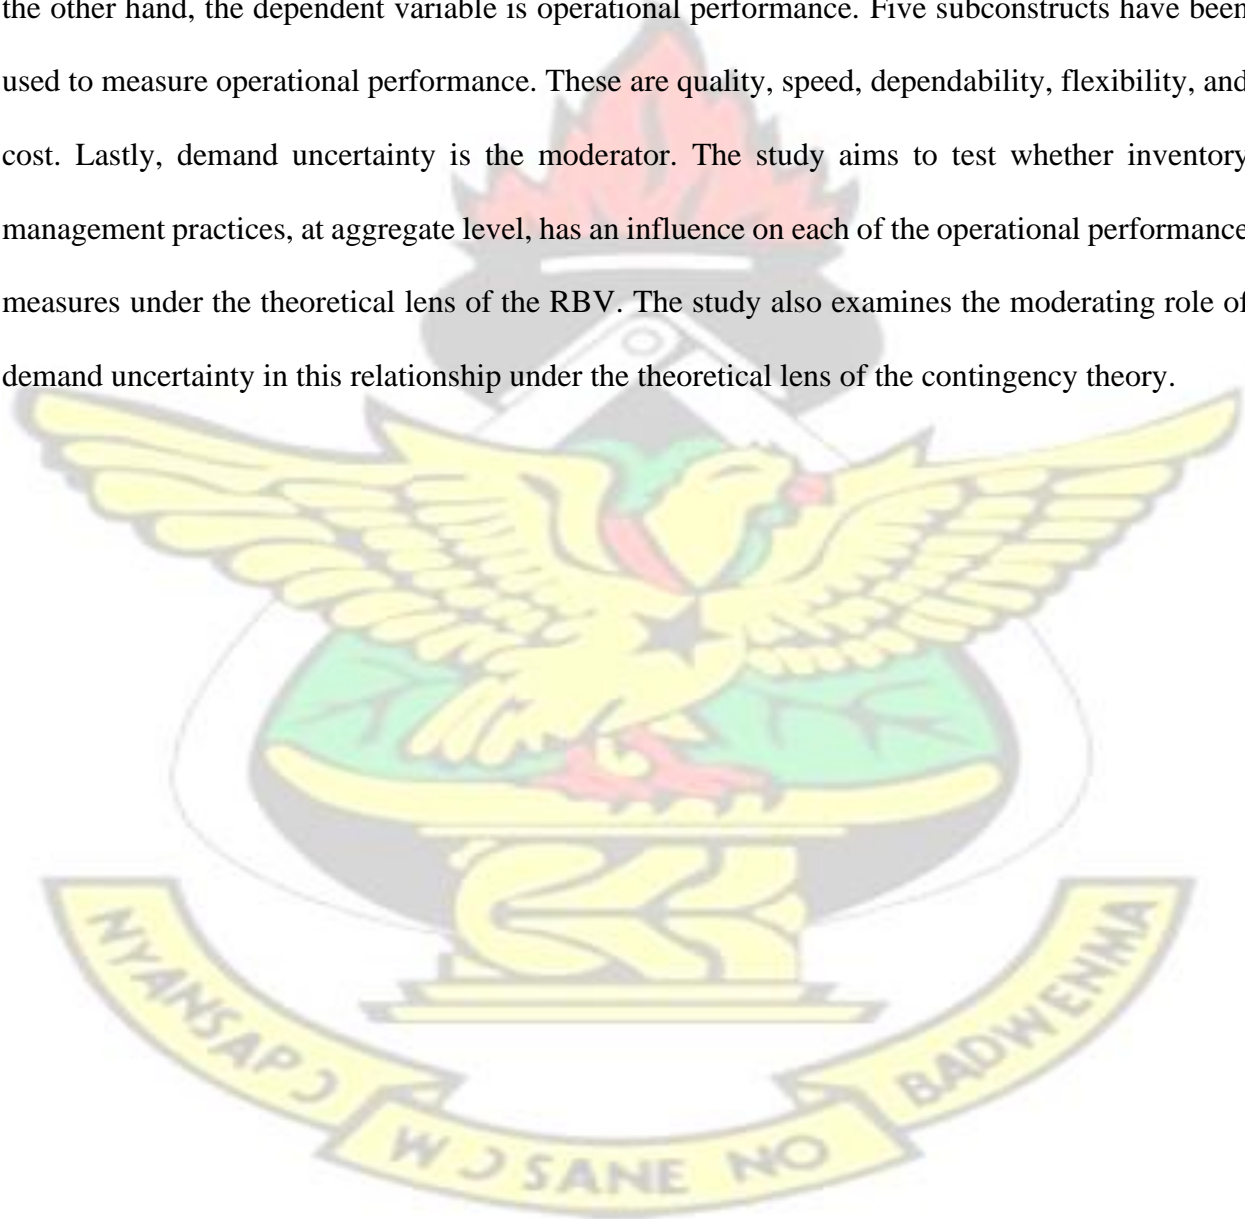 the other hand, the dependent variable is operational performance. Five subconstructs have been
used to measure operational performance. These are quality, speed, dependability, flexibility, and
cost. Lastly, demand uncertainty is the moderator. The study aims to test whether inventory
management practices, at aggregate level, has an influence on each of the operational performance
measures under the theoretical lens of the RBV. The study also examines the moderating role of
demand uncertainty in this relationship under the theoretical lens of the contingency theory.
NYANSAPƆ
WƆSANE NO
BADWENMA